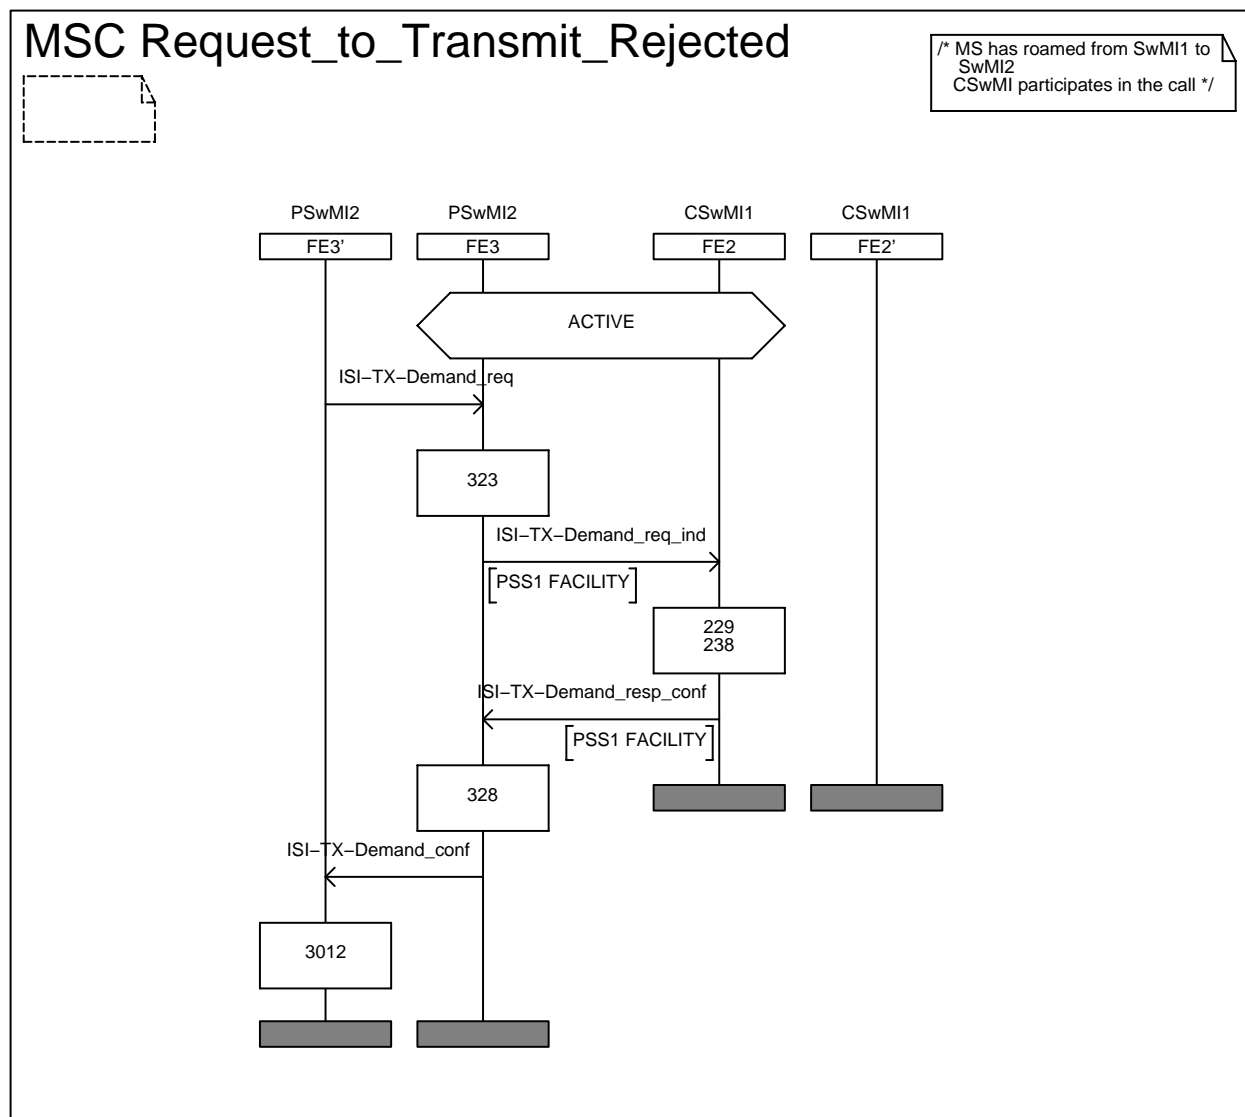 MSC Request_to_Transmit_Rejected
/* MS has roamed from SwMI1 to
SwMI2
CSwMI participates in the call */
PSwMI2 PSwMI2 CSwMI1 CSwMI1
FE3' FE3 FE2 FE2'
ACTIVE
ISI−TX−Demand_req
323
ISI−TX−Demand_req_ind
PSS1 FACILITY
229
238
ISI−TX−Demand_resp_conf
PSS1 FACILITY
328
ISI−TX−Demand_conf
3012